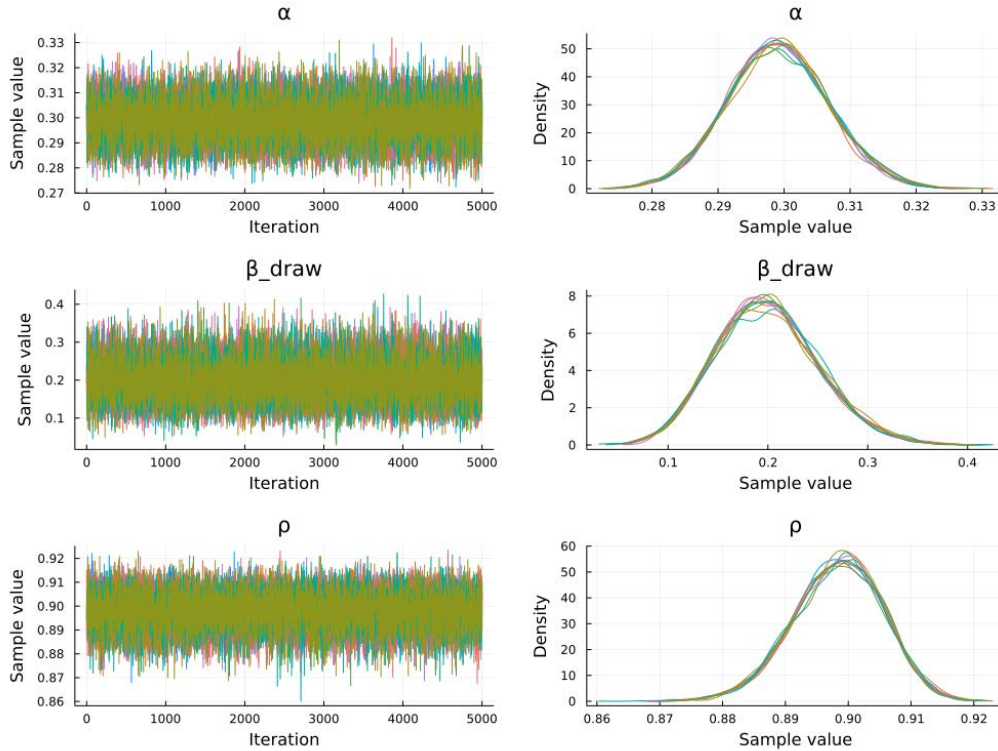 α
Sample value
0.33
0.32
0.31
0.30
0.29
0.28
0.27
0 1000 2000 3000 4000 5000
Iteration
α
Density
50
40
30
20
10
0
0.28 0.29 0.30 0.31 0.32 0.33
Sample value
β_draw
Sample value
0.4
0.3
0.2
0.1
0 1000 2000 3000 4000 5000
Iteration
β_draw
Density
8
6
4
2
0
0.1 0.2 0.3 0.4
Sample value
ρ
Sample value
0.92
0.91
0.90
0.89
0.88
0.87
0.86
0 1000 2000 3000 4000 5000
Iteration
ρ
Density
60
50
40
30
20
10
0
0.86 0.87 0.88 0.89 0.90 0.91 0.92
Sample value